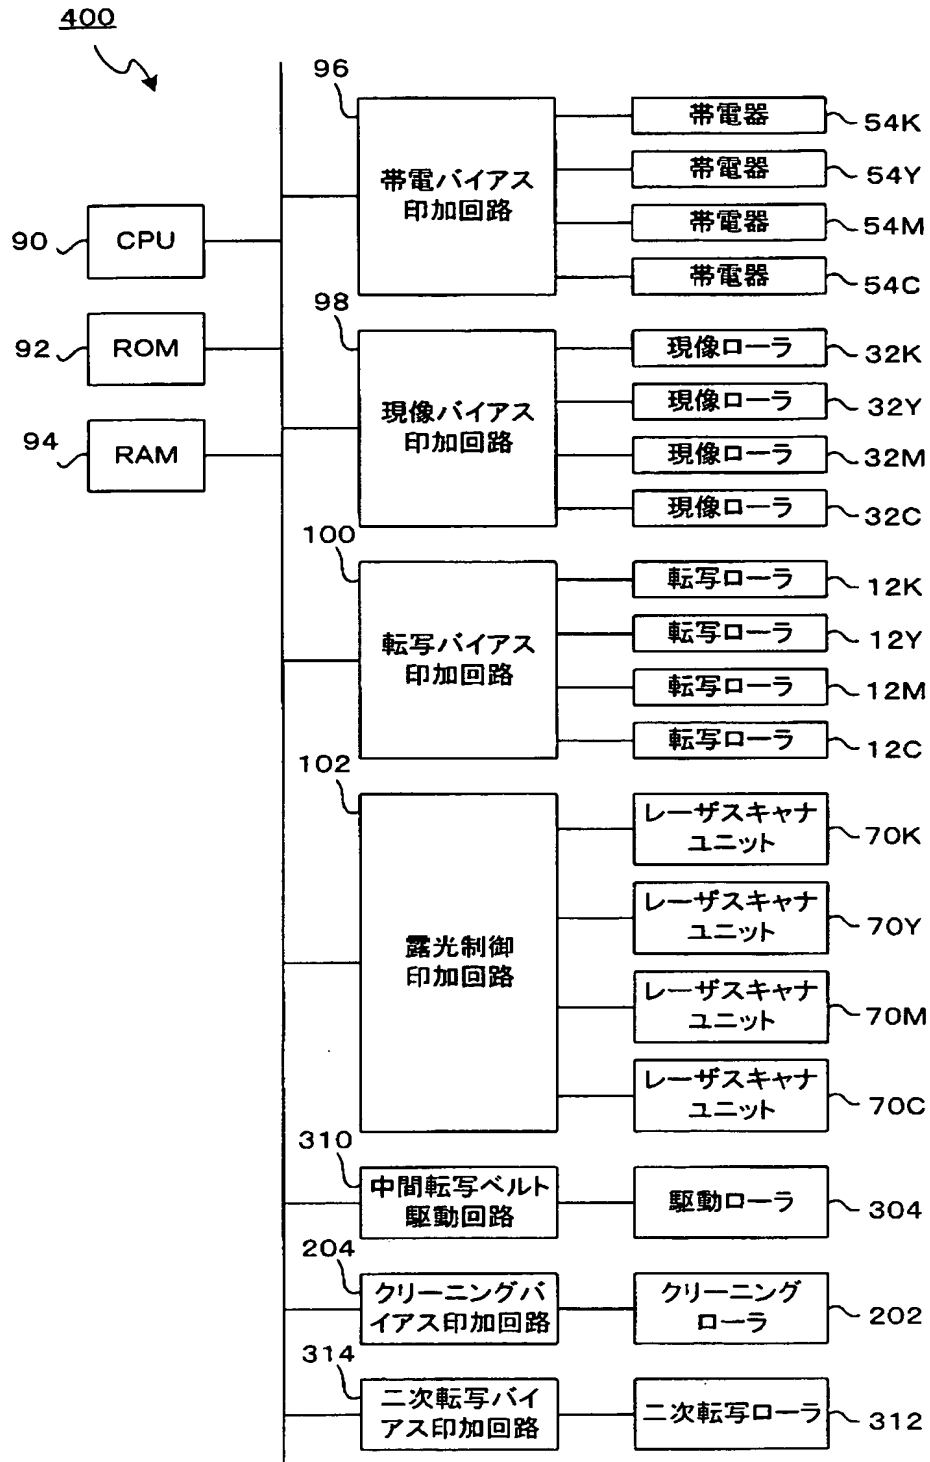 400
96
帯電バイアス
印加回路
帯電器
54K
帯電器
54Y
帯電器
54M
帯電器
54C
90
CPU
92
ROM
94
RAM
98
現像バイアス
印加回路
現像ローラ
32K
現像ローラ
32Y
現像ローラ
32M
現像ローラ
32C
100
転写バイアス
印加回路
転写ローラ
12K
転写ローラ
12Y
転写ローラ
12M
転写ローラ
12C
102
露光制御
印加回路
レーザスキャナ
ユニット
70K
レーザスキャナ
ユニット
70Y
レーザスキャナ
ユニット
70M
レーザスキャナ
ユニット
70C
310
中間転写ベルト
駆動回路
駆動ローラ
304
204
クリーニングバ
イアス印加回路
クリーニング
ローラ
202
314
二次転写バイ
アス印加回路
二次転写ローラ
312